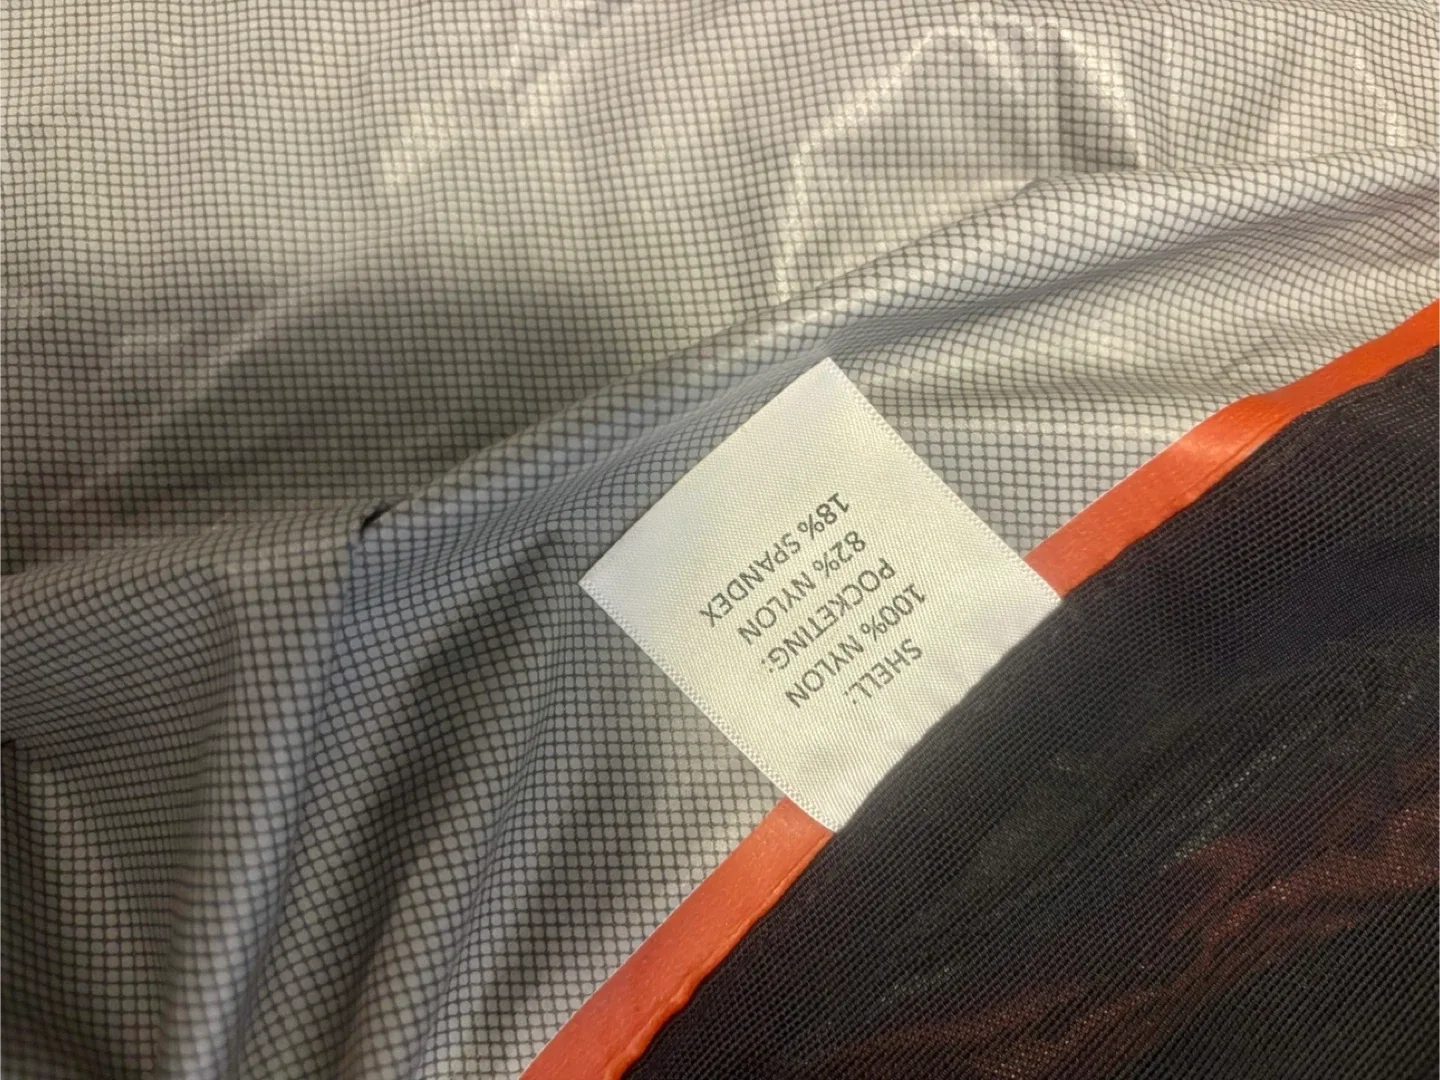 SHELL:
100% NYLON
POCKETING:
82% NYLON
18% SPANDEX